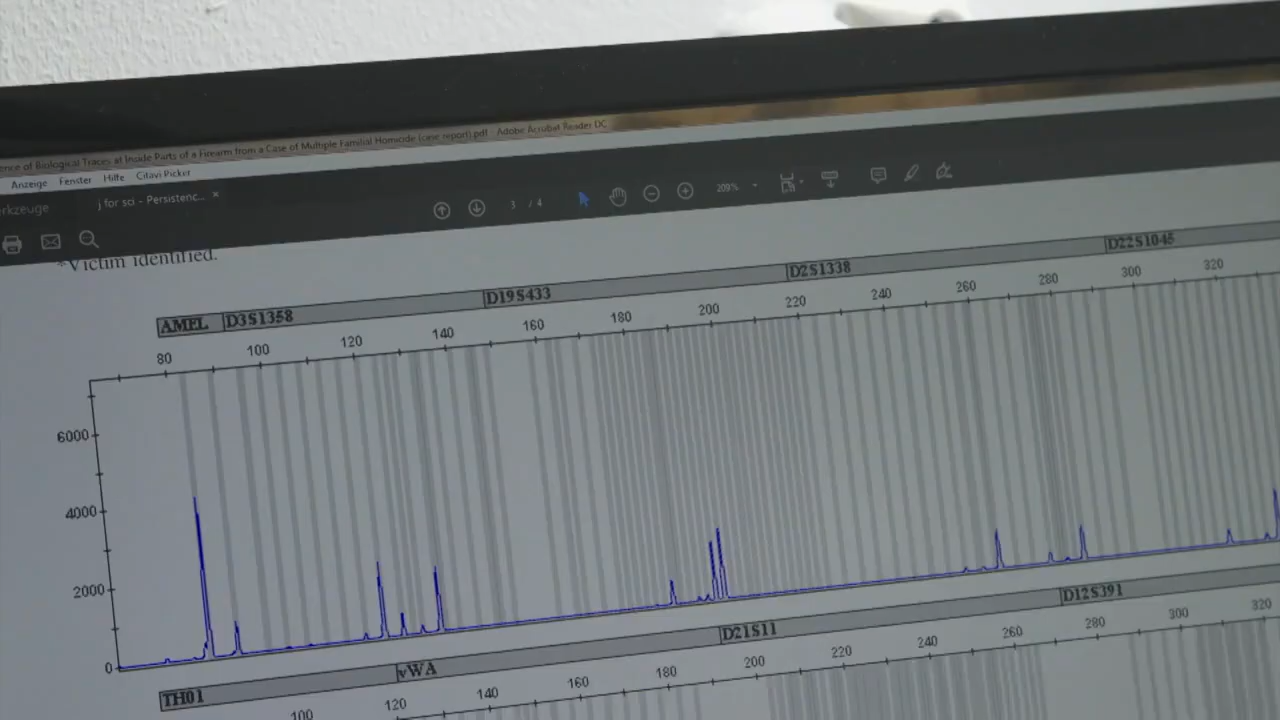 ence of Biological Traces at Inside Parts of a Firearm from a Case of Multiple Familial Homicide (case report).pdf - Adobe Acrobat Reader DC
Anzeige Fenster Hilfe Citavi Picker
erkzeuge j for sci - Persistenc... ×
3 / 4 209%
*Victim identified.
AMEL D3S1358 D19S433 D2S1338 D22S1045
80 100 120 140 160 180 200 220 240 260 280 300 320
6000
4000
2000
0
TH01 vWA D21S11 D12S391
100 120 140 160 180 200 220 240 260 280 300 320